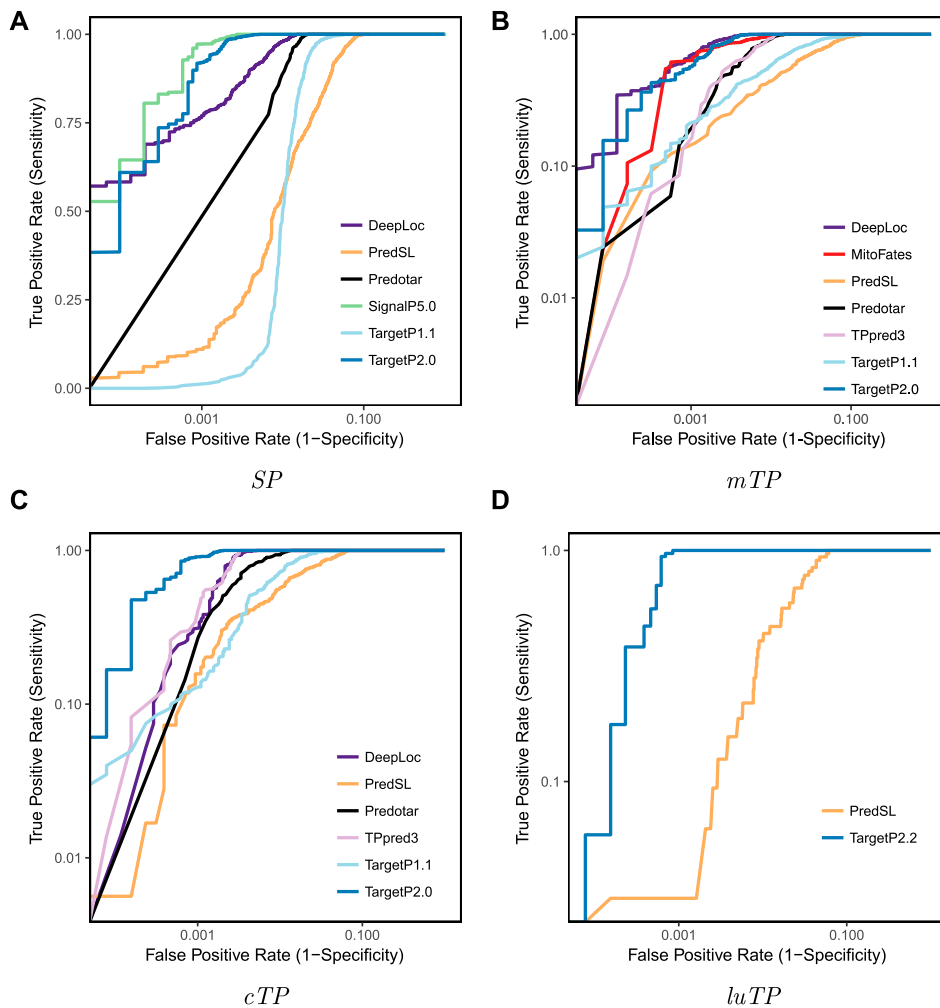 A
True Positive Rate (Sensitivity)
1.00
0.75
0.50
0.25
0.00
DeepLoc
PredSL
Predotar
SignalP5.0
TargetP1.1
TargetP2.0
0.001
0.100
False Positive Rate (1−Specificity)
SP
B
True Positive Rate (Sensitivity)
1.00
0.10
0.01
DeepLoc
MitoFates
PredSL
Predotar
TPpred3
TargetP1.1
TargetP2.0
0.001
0.100
False Positive Rate (1-Specificity)
mTP
C
True Positive Rate (Sensitivity)
1.00
0.10
0.01
DeepLoc
PredSL
Predotar
TPpred3
TargetP1.1
TargetP2.0
0.001
0.100
False Positive Rate (1−Specificity)
cTP
D
True Positive Rate (Sensitivity)
1.0
0.1
PredSL
TargetP2.2
0.001
0.100
False Positive Rate (1−Specificity)
luTP